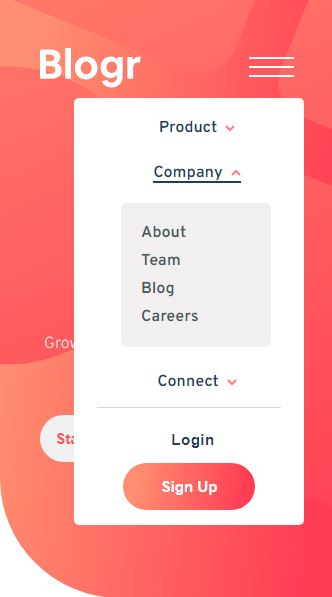 Blogr
Product
Company
About
Team
Blog
Careers
Connect
Login
Sign Up